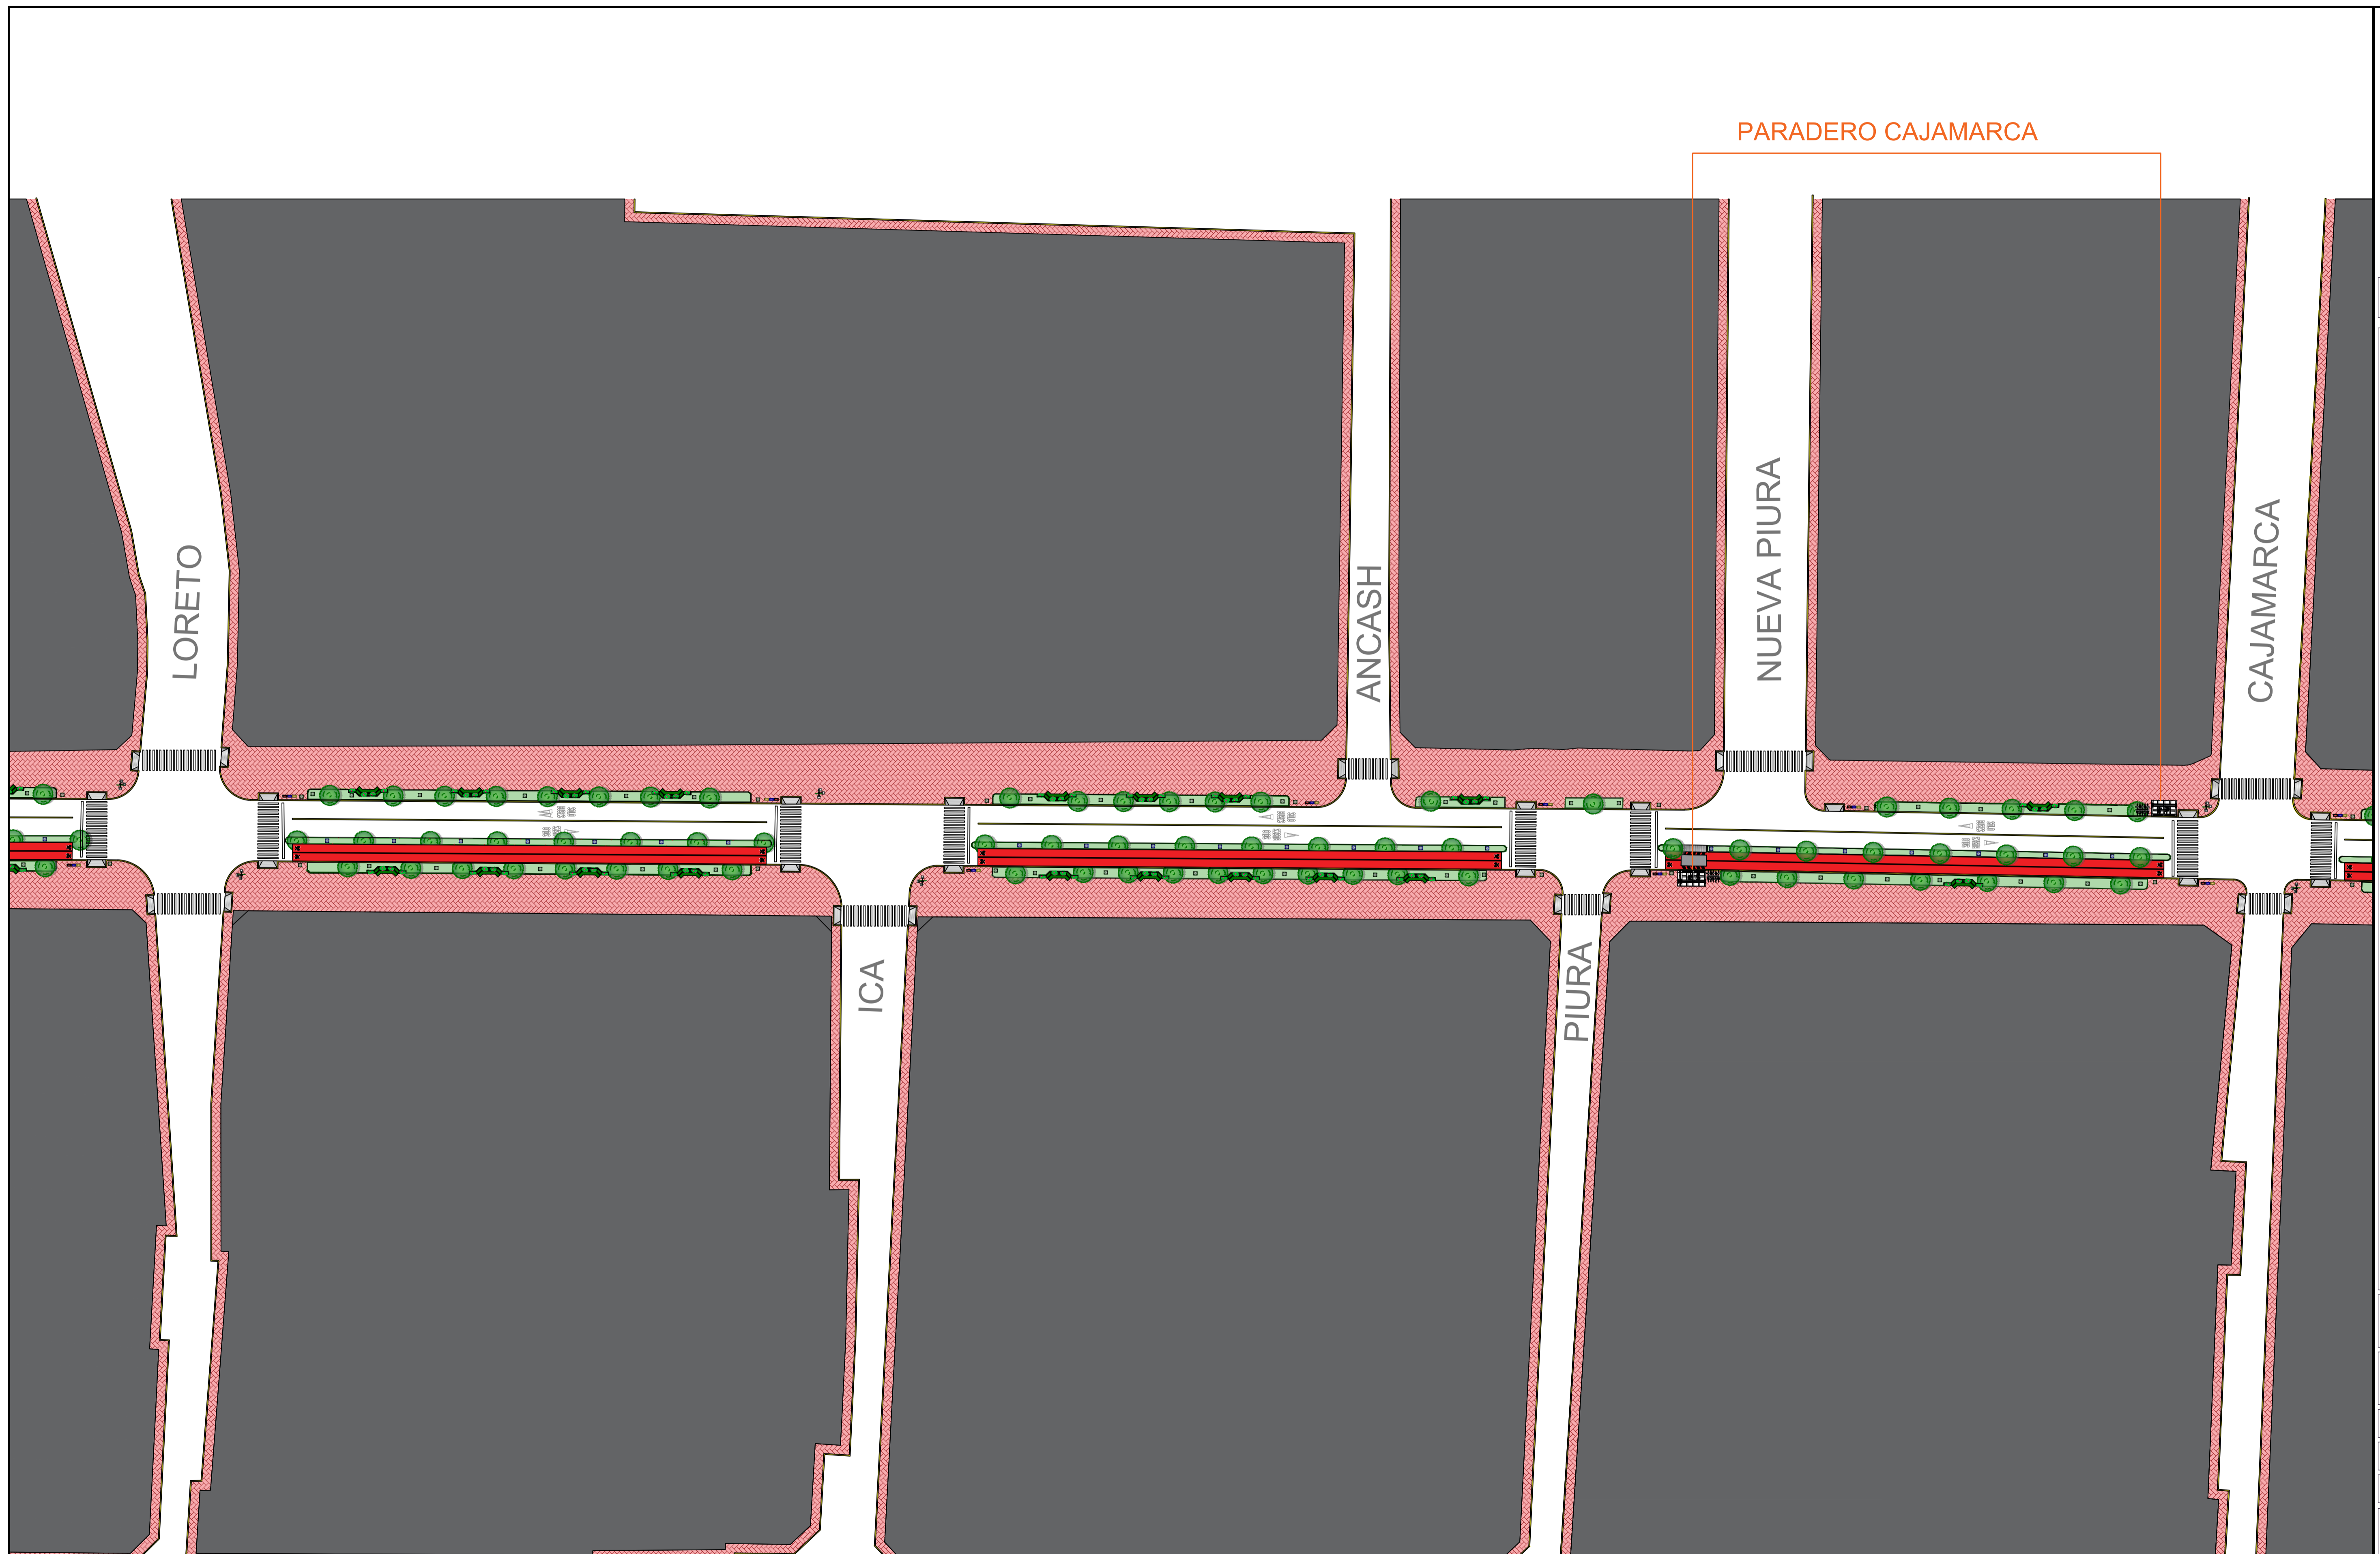 PARADERO CAJAMARCA
LORETO
ANCASH
NUEVA PIURA
CAJAMARCA
ICA
PIURA